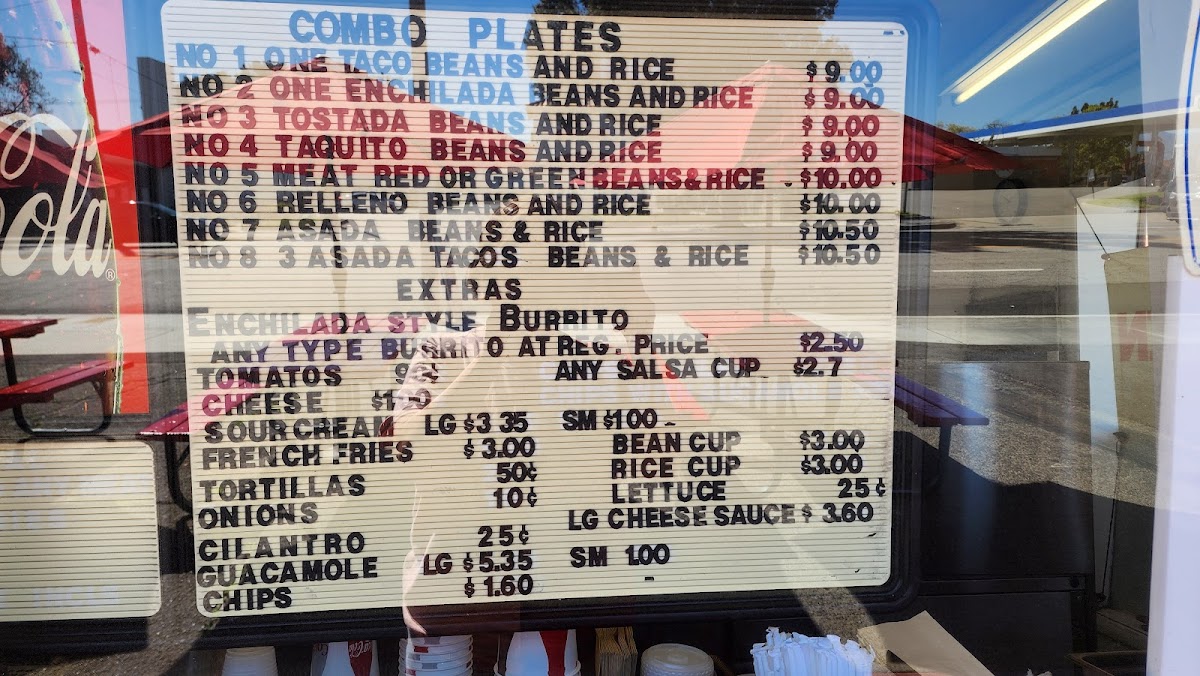 COMBO PLATES
NO 1 ONE TACO BEANS AND RICE $9.00
NO 2 ONE ENCHILADA BEANS AND RICE $9.00
NO 3 TOSTADA BEANS AND RICE $9.00
NO 4 TAQUITO BEANS AND RICE $9.00
NO 5 MEAT RED OR GREEN BEANS & RICE $10.00
NO 6 RELLENO BEANS AND RICE $10.00
NO 7 ASADA BEANS & RICE $10.50
NO 8 3 ASADA TACOS BEANS & RICE $10.50
EXTRAS
ENCHILADA STYLE BURRITO
ANY TYPE BURRITO AT REG. PRICE $2.50
TOMATOS ANY SALSA CUP $2.7
CHEESE
SOUR CREAM LG $3 35 SM $1 00
FRENCH FRIES $3.00 BEAN CUP $3.00
TORTILLAS 50¢ RICE CUP $3.00
ONIONS 10¢ LETTUCE 25¢
LG CHEESE SAUCE $3.60
CILANTRO 25¢
GUACAMOLE LG $5.35 SM 1.00
CHIPS $1.60
ola®